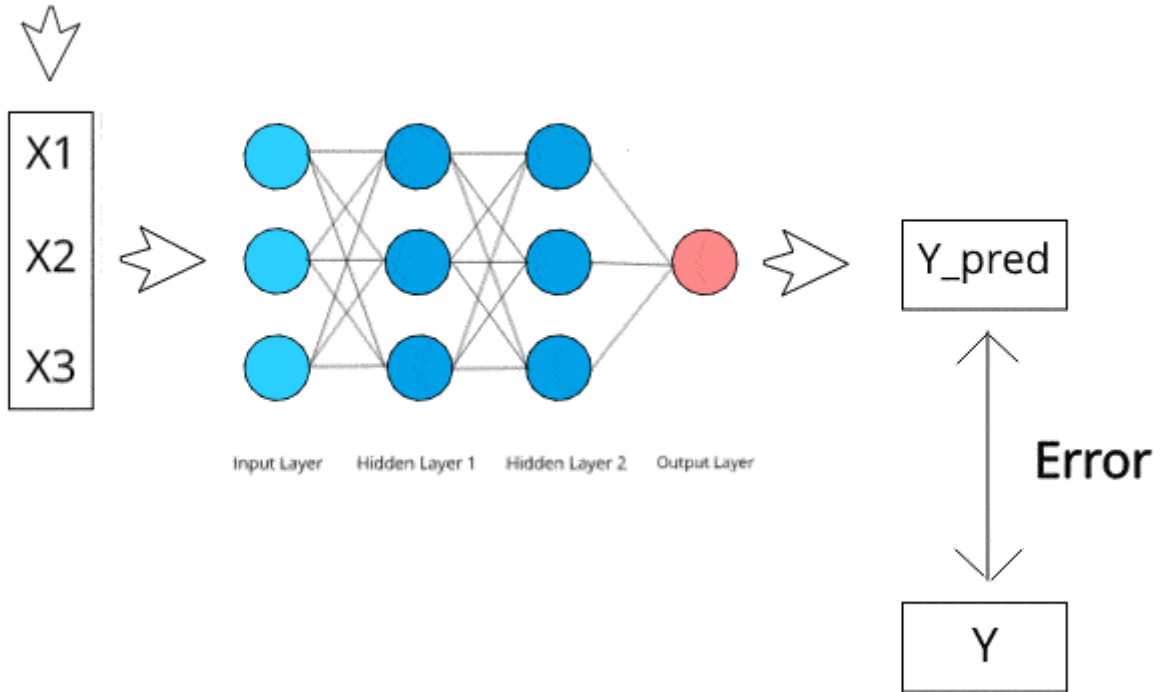 X1
X2
X3
Input Layer
Hidden Layer 1
Hidden Layer 2
Output Layer
Y_pred
Error
Y